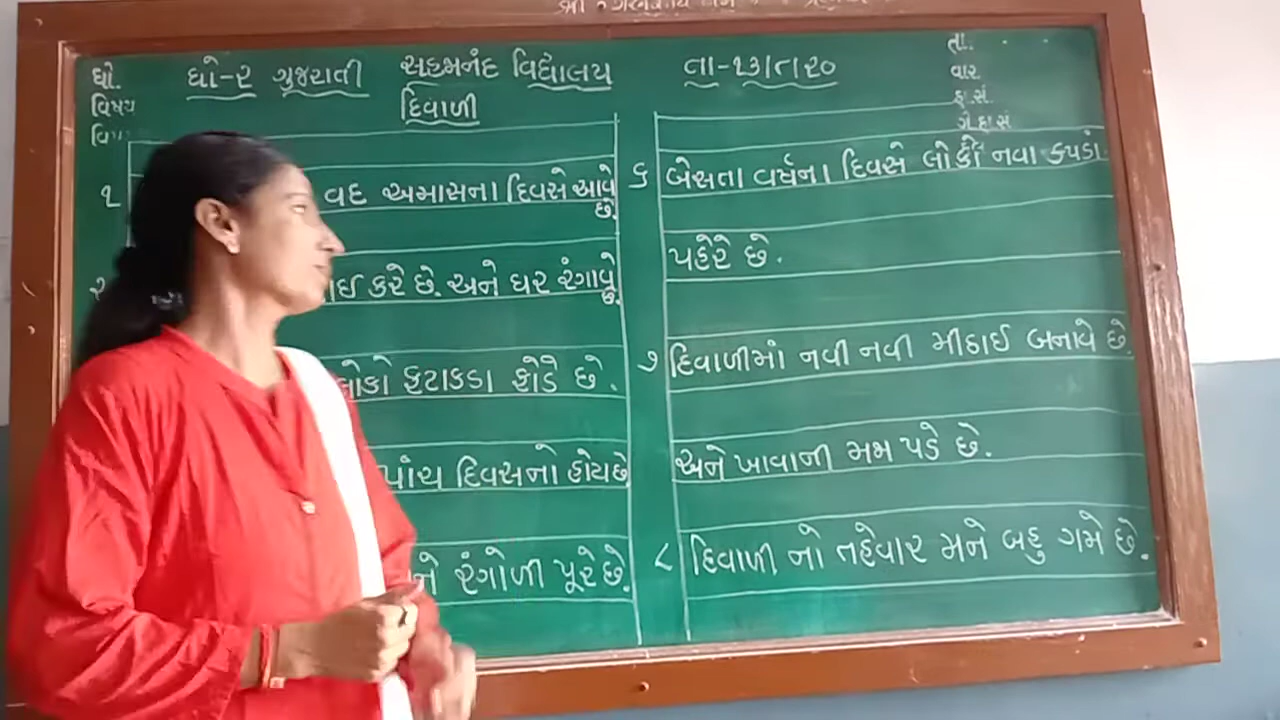 શ્રી
ધો.
વિષય
ધો-૨ ગુજરાતી
સહજાનંદ વિદ્યાલય
તા-૧૩/૧૧/૨૦
દિવાળી
તા.
વાર
ક્ર.સં.
ગે.હા.સં
૧ વદ અમાસના દિવસે આવે છે.
૨ કરે છે. અને ઘર રંગાવે છે.
લોકો ફટાકડા ફોડે છે.
પાંચ દિવસનો હોય છે
રંગોળી પૂરે છે.
૬ બેસતા વર્ષના દિવસે લોકો નવા કપડાં
પહેરે છે.
૭ દિવાળીમાં નવી નવી મીઠાઈ બનાવે છે.
અને ખાવાની મજા પડે છે.
૮ દિવાળી નો તહેવાર મને બહુ ગમે છે.